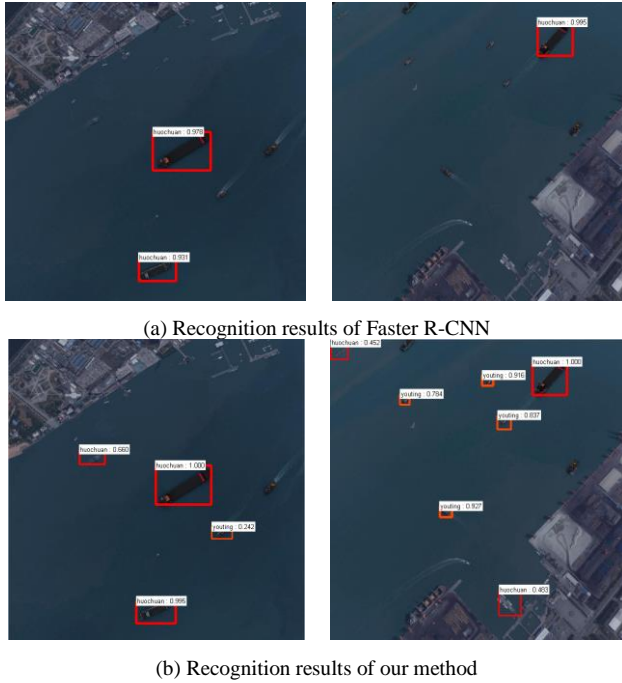 huochuan : 0.978
huochuan : 0.931
huochuan : 0.995
(a) Recognition results of Faster R-CNN
huochuan : 0.660
huochuan : 1.000
youting : 0.242
huochuan : 0.996
huochuan : 0.452
youting : 0.916
huochuan : 1.000
youting : 0.784
youting : 0.837
youting : 0.927
huochuan : 0.493
(b) Recognition results of our method